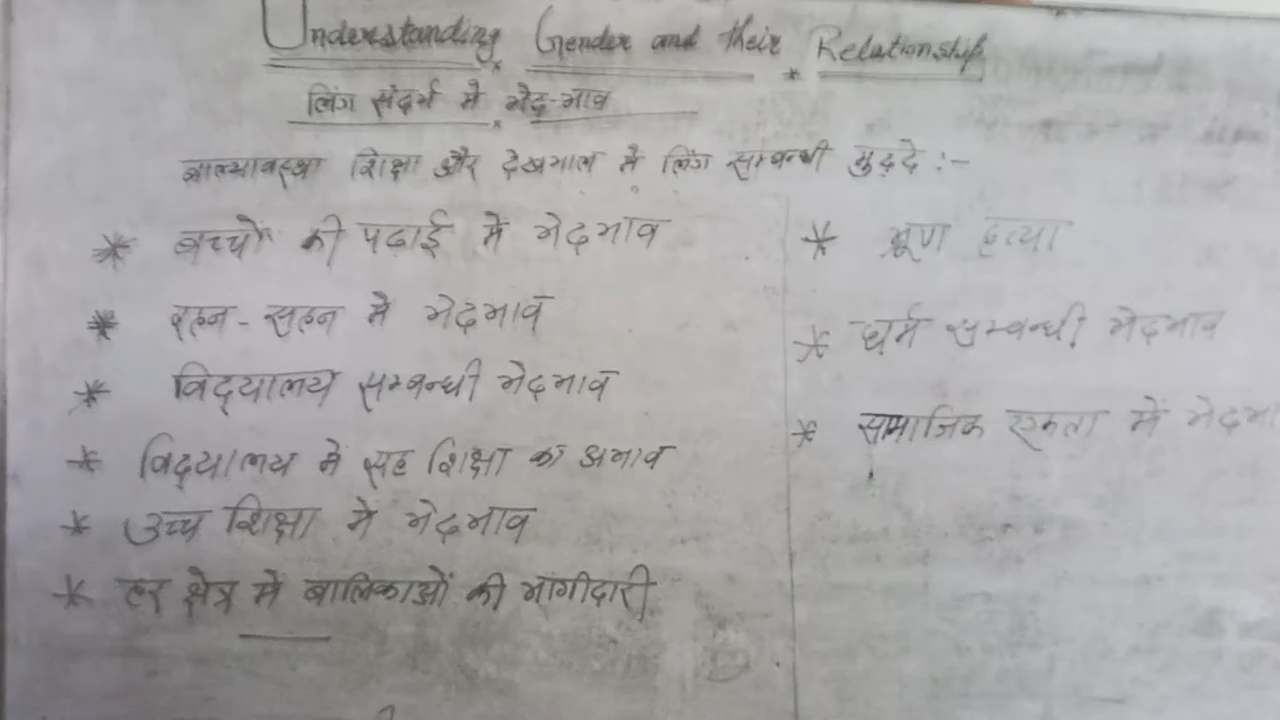 Understanding Gender and their Relationship
लिंग संदर्भ में भेद-भाव
बाल्यावस्था शिक्षा और देखभाल में लिंग सम्बन्धी मुद्दे :-
* बच्चों की पढाई में भेदभाव
* रहन-सहन में भेदभाव
* विद्यालय सम्बन्धी भेदभाव
* विद्यालय में सह शिक्षा का अभाव
* उच्च शिक्षा में भेदभाव
* हर क्षेत्र में बालिकाओं की भागीदारी
* भ्रूण हत्या
* धर्म सम्बन्धी भेदभाव
* सामाजिक एकता में भेदभा